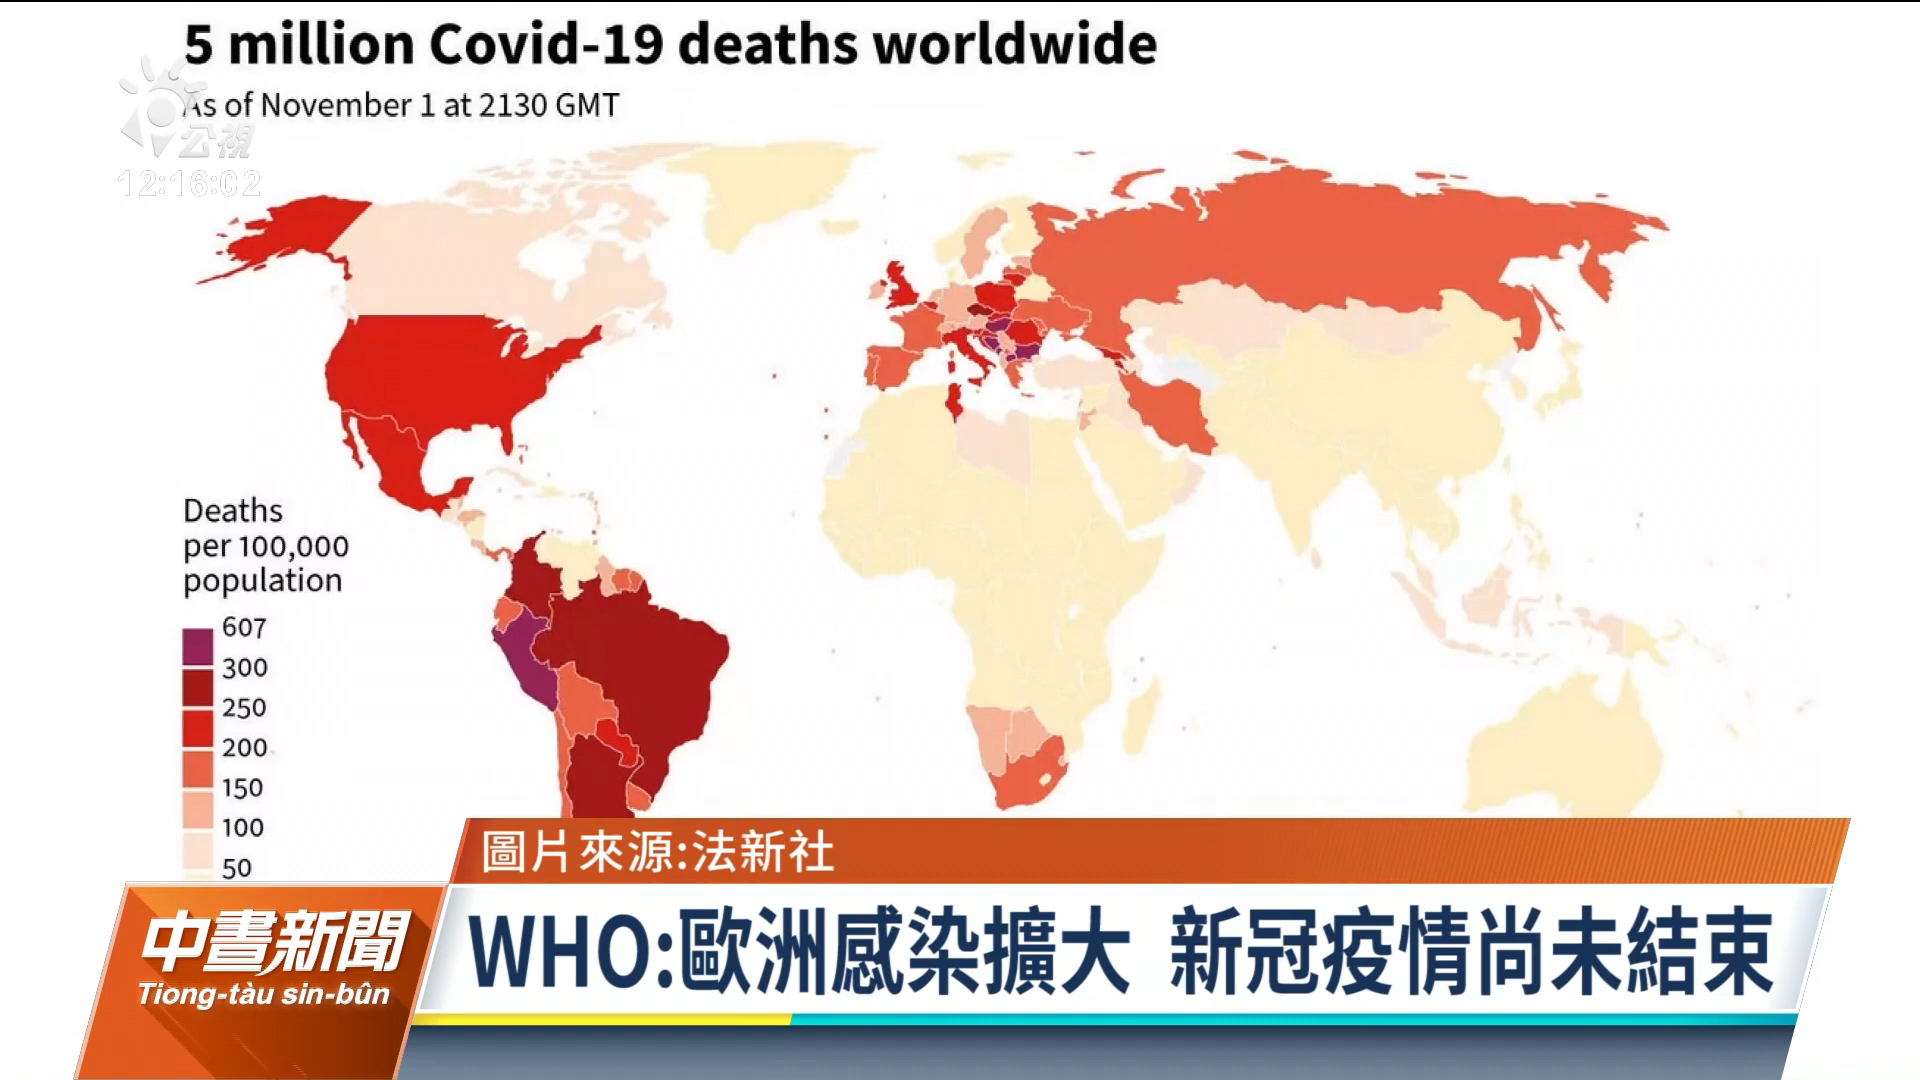 5 million Covid-19 deaths worldwide
As of November 1 at 2130 GMT
公視
12:16:02
Deaths
per 100,000
population
607
300
250
200
150
100
50
圖片來源:法新社
WHO:歐洲感染擴大 新冠疫情尚未結束
中晝新聞
Tiong-tàu sin-bûn